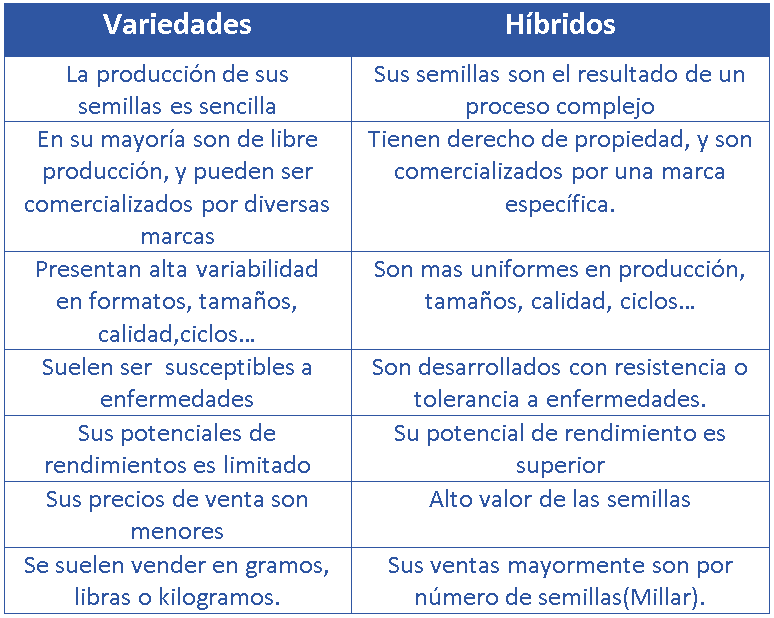 Variedades
Híbridos
La producción de sus
semillas es sencilla
Sus semillas son el resultado de un
proceso complejo
En su mayoría son de libre
producción, y pueden ser
comercializados por diversas
marcas
Tienen derecho de propiedad, y son
comercializados por una marca
específica.
Presentan alta variabilidad
en formatos, tamaños,
calidad,ciclos…
Son mas uniformes en producción,
tamaños, calidad, ciclos…
Suelen ser  susceptibles a
enfermedades
Son desarrollados con resistencia o
tolerancia a enfermedades.
Sus potenciales de
rendimientos es limitado
Su potencial de rendimiento es
superior
Sus precios de venta son
menores
Alto valor de las semillas
Se suelen vender en gramos,
libras o kilogramos.
Sus ventas mayormente son por
número de semillas(Millar).